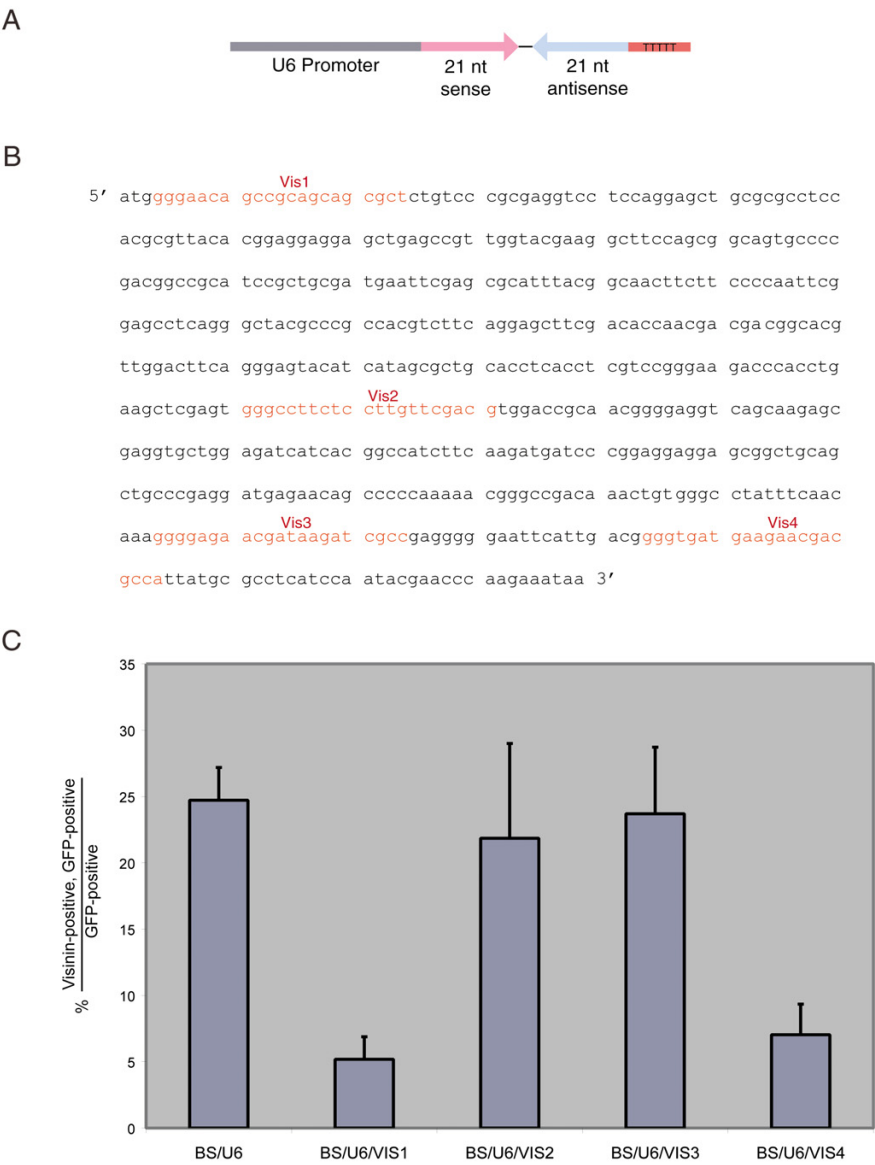 A
TTTTT
U6 Promoter
21 nt
sense
21 nt
antisense
B
Vis1
5′ atggggaaca gccgcagcag cgctctgtcc cgcgaggtcc tccaggagct gcgcgcctcc
acgcgttaca cggaggagga gctgagccgt tggtacgaag gcttccagcg gcagtgcccc
gacggccgca tccgctgcga tgaattcgag cgcatttacg gcaacttctt ccccaattcg
gagcctcagg gctacgcccg ccacgtcttc aggagcttcg acaccaacga cgacggcacg
ttggacttca gggagtacat catagcgctg cacctcacct cgtccgggaa gacccacctg
Vis2
aagctcgagt gggccttctc cttgttcgac gtggaccgca acggggaggt cagcaagagc
gaggtgctgg agatcatcac ggccatcttc aagatgatcc cggaggagga gcggctgcag
ctgcccgagg atgagaacag cccccaaaaa cgggccgaca aactgtgggc ctatttcaac
Vis3
Vis4
aaaggggaga acgataagat cgccgagggg gaattcattg acgggtgat gaagaacgac
gccattatgc gcctcatcca atacgaaccc aagaaataa 3′
C
% Visinin-positive, GFP-positive
GFP-positive
35
30
25
20
15
10
5
0
BS/U6
BS/U6/VIS1
BS/U6/VIS2
BS/U6/VIS3
BS/U6/VIS4